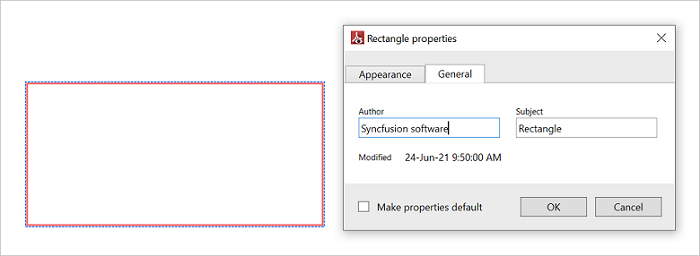 Rectangle properties
Appearance General
Author Subject
Syncfusion software Rectangle
Modified 24-Jun-21 9:50:00 AM
Make properties default OK Cancel